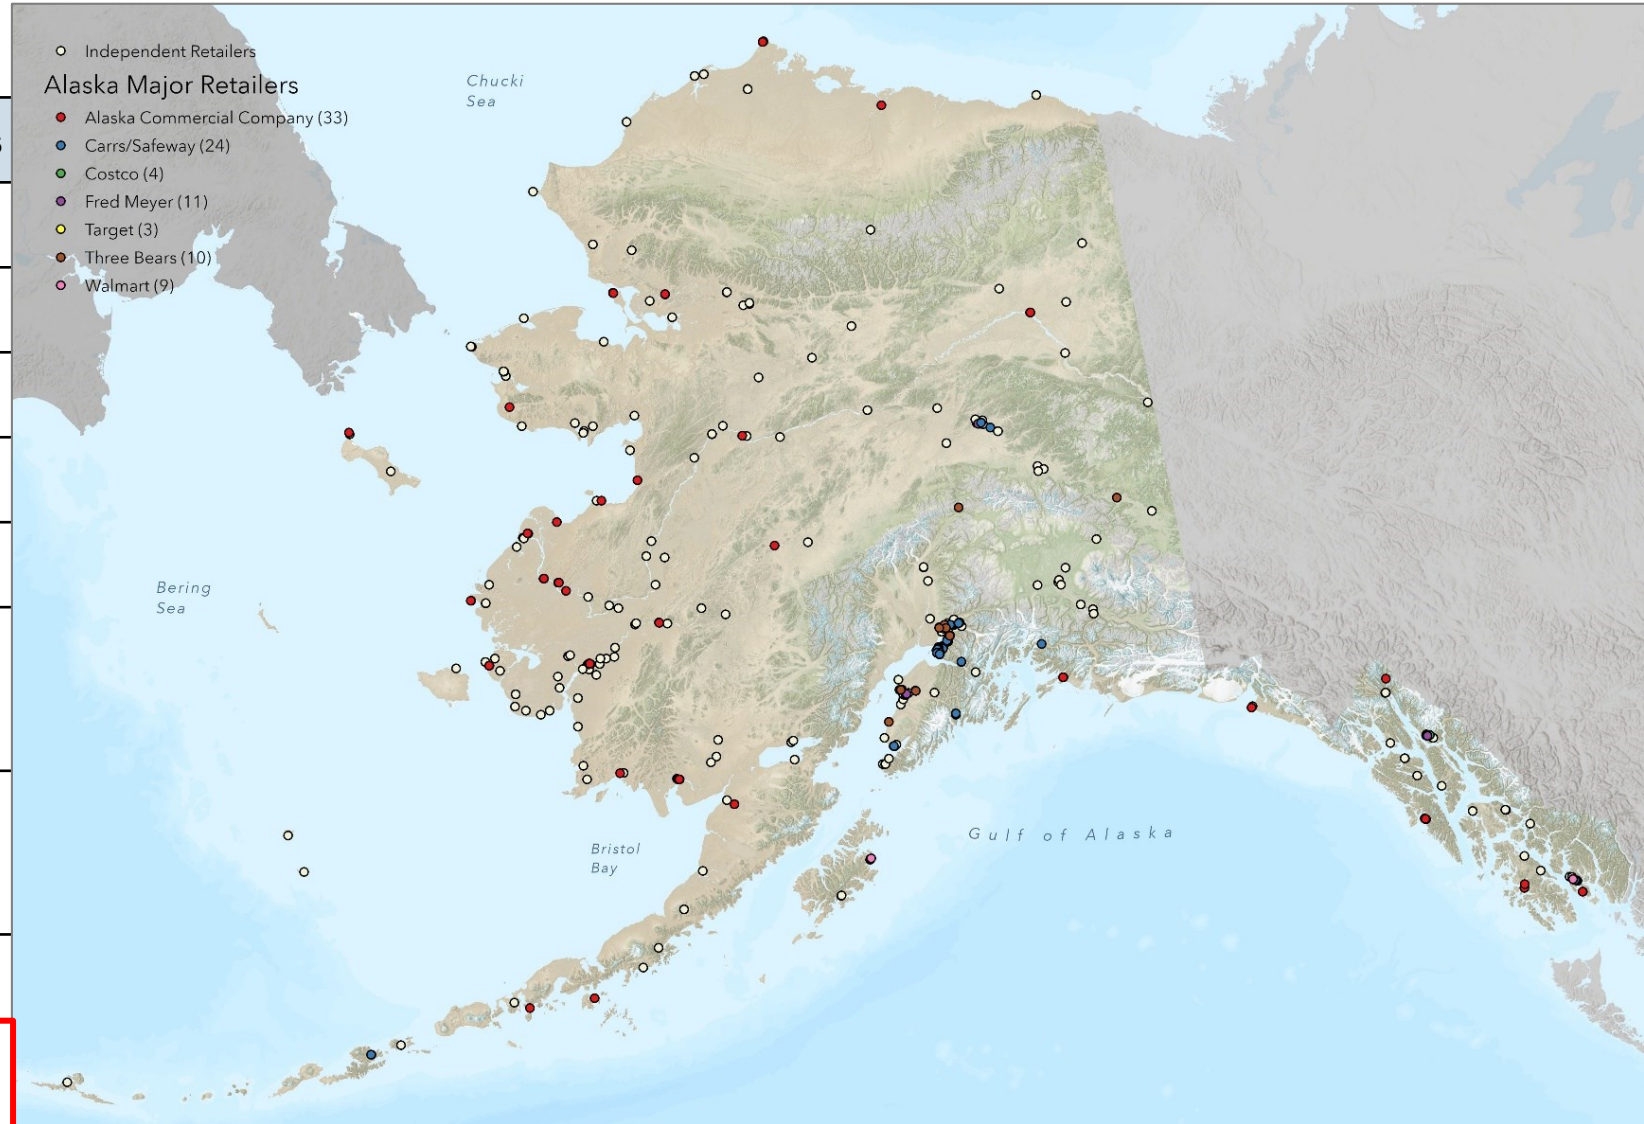 Independent Retailers
Alaska Major Retailers
Alaska Commercial Company (33)
Carrs/Safeway (24)
Costco (4)
Fred Meyer (11)
Target (3)
Three Bears (10)
Walmart (9)
Chucki
Sea
Bering
Sea
Bristol
Bay
Gulf of Alaska